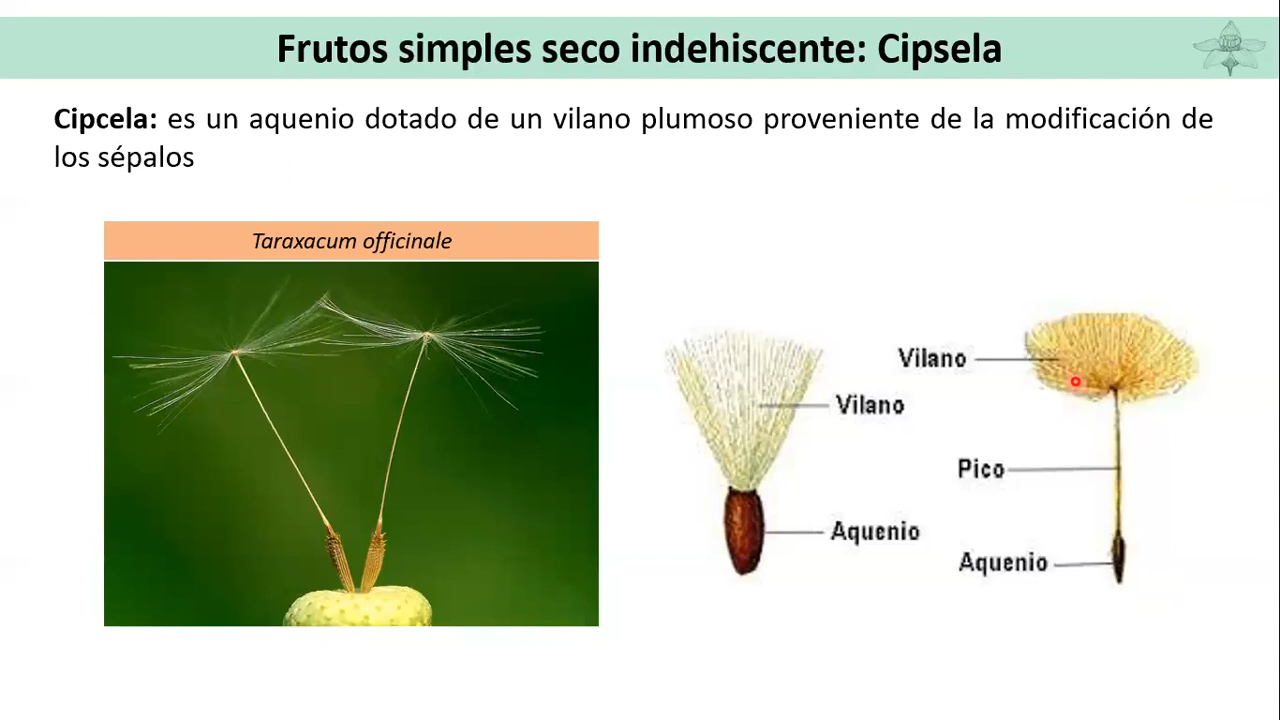 Frutos simples seco indehiscente: Cipsela
Cipcela: es un aquenio dotado de un vilano plumoso proveniente de la modificación de
los sépalos
Taraxacum officinale
Vilano
Vilano
Pico
Aquenio
Aquenio